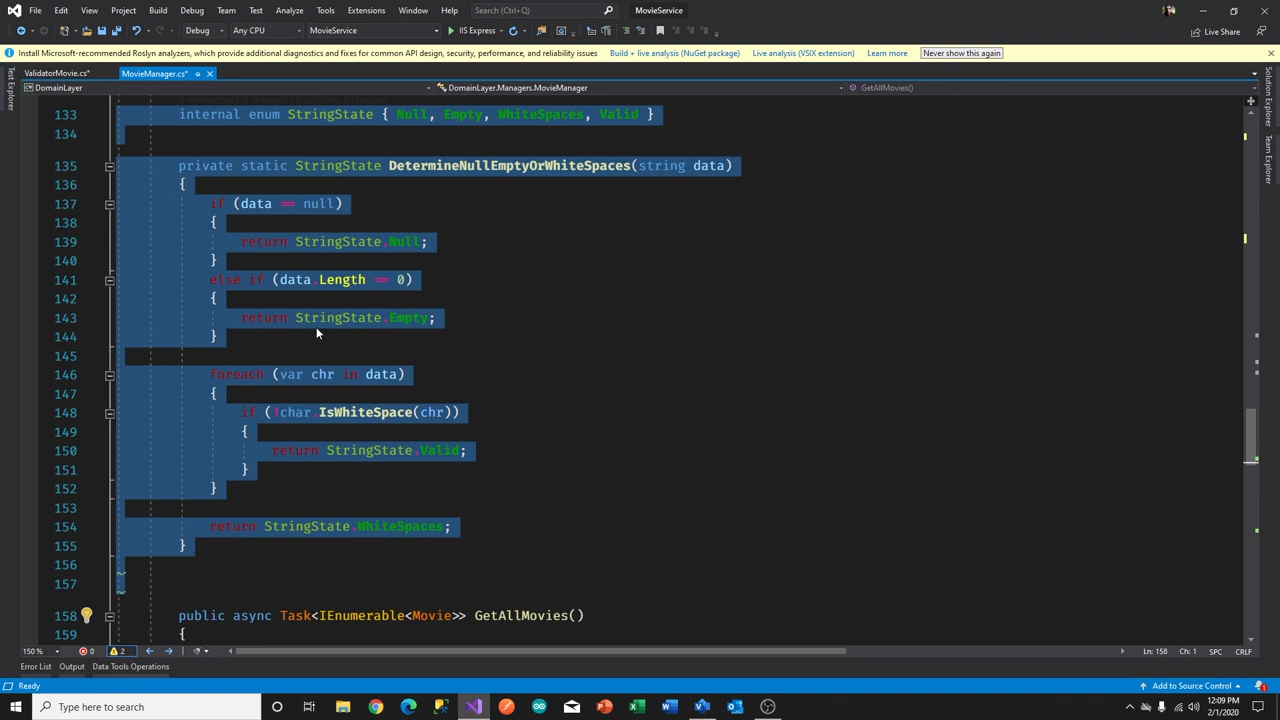 File Edit View Project Build Debug Team Test Analyze Tools Extensions Window Help Search (Ctrl+Q) MovieService
Debug Any CPU MovieService IIS Express Live Share
Install Microsoft-recommended Roslyn analyzers, which provide additional diagnostics and fixes for common API design, security, performance, and reliability issues Build + live analysis (NuGet package) Live analysis (VSIX extension) Learn more Never show this again
ValidatorMovie.cs* MovieManager.cs*
DomainLayer DomainLayer.Managers.MovieManager GetAllMovies()
Test Explorer
Solution Explorer
Team Explorer
133 internal enum StringState { Null, Empty, WhiteSpaces, Valid }
134
135 private static StringState DetermineNullEmptyOrWhiteSpaces(string data)
136 {
137 if (data == null)
138 {
139 return StringState.Null;
140 }
141 else if (data.Length == 0)
142 {
143 return StringState.Empty;
144 }
145
146 foreach (var chr in data)
147 {
148 if (!char.IsWhiteSpace(chr))
149 {
150 return StringState.Valid;
151 }
152 }
153
154 return StringState.WhiteSpaces;
155 }
156
157
158 public async Task<IEnumerable<Movie>> GetAllMovies()
159 {
150 % 0 2 Ln: 158 Ch: 1 SPC CRLF
Error List Output Data Tools Operations
Ready Add to Source Control 1
Type here to search 12:09 PM
2/1/2020